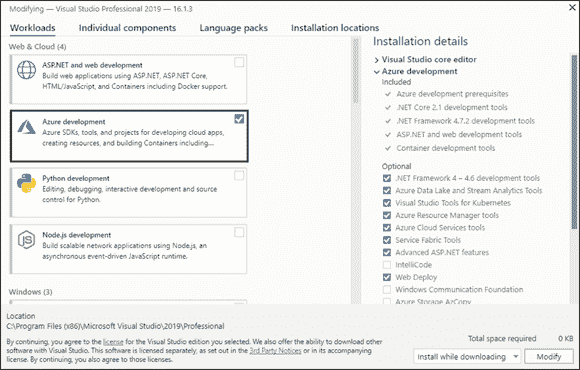 Modifying — Visual Studio Professional 2019 — 16.1.3
Workloads Individual components Language packs Installation locations
Web & Cloud (4)
ASP.NET and web development
Build web applications using ASP.NET, ASP.NET Core,
HTML/JavaScript, and Containers including Docker support.
Azure development
Azure SDKs, tools, and projects for developing cloud apps,
creating resources, and building Containers including...
Python development
Editing, debugging, interactive development and source
control for Python.
Node.js development
Build scalable network applications using Node.js, an
asynchronous event-driven JavaScript runtime.
Windows (3)
Installation details
Visual Studio core editor
Azure development
Included
Azure development prerequisites
.NET Core 2.1 development tools
.NET Framework 4.7.2 development tools
ASP.NET and web development tools
Container development tools
Optional
.NET Framework 4 – 4.6 development tools
Azure Data Lake and Stream Analytics Tools
Visual Studio Tools for Kubernetes
Azure Resource Manager tools
Azure Cloud Services tools
Service Fabric Tools
Advanced ASP.NET features
IntelliCode
Web Deploy
Windows Communication Foundation
Azure Storage AzCopy
Location
C:\Program Files (x86)\Microsoft Visual Studio\2019\Professional
By continuing, you agree to the license for the Visual Studio edition you selected. We also offer the ability to download other
software with Visual Studio. This software is licensed separately, as set out in the 3rd Party Notices or in its accompanying
license. By continuing, you also agree to those licenses.
Total space required 0 KB
Install while downloading
Modify